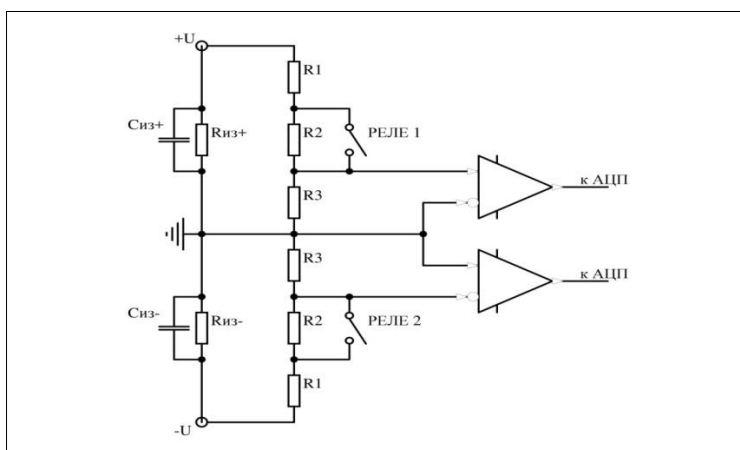 +U
R1
Cиз+
Rиз+
R2
РЕЛЕ 1
к АЦП
R3
R3
к АЦП
Cиз-
Rиз-
R2
РЕЛЕ 2
R1
-U